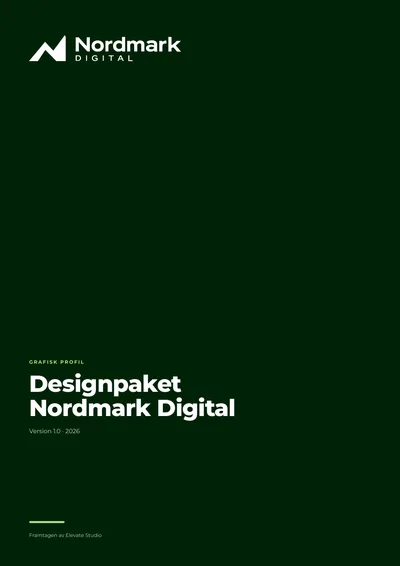 Nordmark
DIGITAL
GRAFISK PROFIL
Designpaket
Nordmark Digital
Version 1.0 · 2026
Framtagen av Elevate Studio